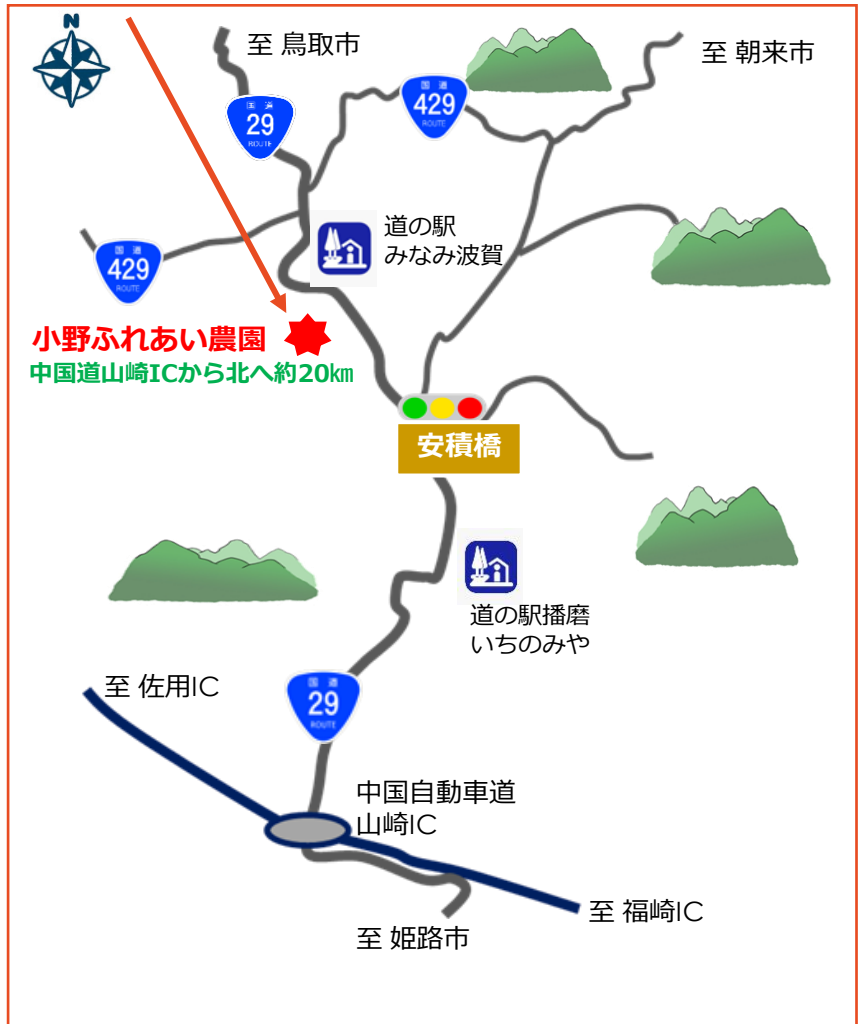 N
至 鳥取市
至 朝来市
国道
29
ROUTE
国道
429
ROUTE
道の駅
みなみ波賀
国道
429
ROUTE
小野ふれあい農園
中国道山崎ICから北へ約20㎞
安積橋
道の駅播磨
いちのみや
至 佐用IC
国道
29
ROUTE
中国自動車道
山崎IC
至 福崎IC
至 姫路市